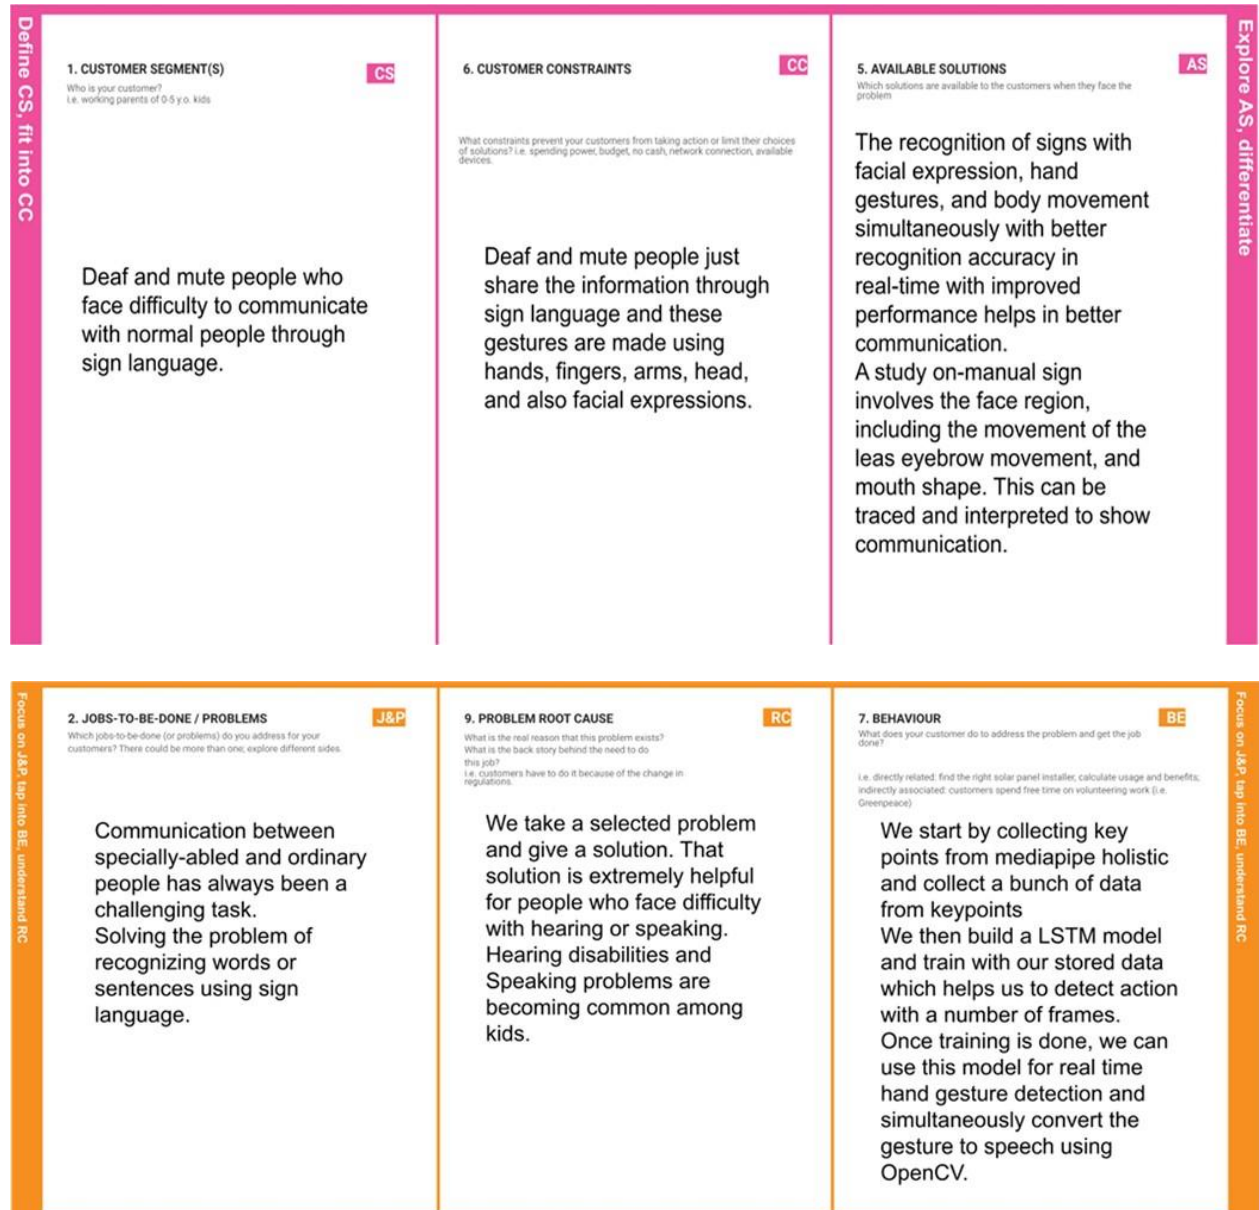 Define CS, fit into CC
1. CUSTOMER SEGMENT(S)
CS
Who is your customer?
i.e. working parents of 0-5 y.o. kids
Deaf and mute people who
face difficulty to communicate
with normal people through
sign language.
6. CUSTOMER CONSTRAINTS
CC
What constraints prevent your customers from taking action or limit their choices
of solutions? i.e. spending power, budget, no cash, network connection, available
devices.
Deaf and mute people just
share the information through
sign language and these
gestures are made using
hands, fingers, arms, head,
and also facial expressions.
5. AVAILABLE SOLUTIONS
AS
Which solutions are available to the customers when they face the
problem
The recognition of signs with
facial expression, hand
gestures, and body movement
simultaneously with better
recognition accuracy in
real-time with improved
performance helps in better
communication.
A study on-manual sign
involves the face region,
including the movement of the
leas eyebrow movement, and
mouth shape. This can be
traced and interpreted to show
communication.
Explore AS, differentiate
Focus on J&P, tap into BE, understand RC
2. JOBS-TO-BE-DONE / PROBLEMS
J&P
Which jobs-to-be-done (or problems) do you address for your
customers? There could be more than one; explore different sides.
Communication between
specially-abled and ordinary
people has always been a
challenging task.
Solving the problem of
recognizing words or
sentences using sign
language.
9. PROBLEM ROOT CAUSE
RC
What is the real reason that this problem exists?
What is the back story behind the need to do
this job?
i.e. customers have to do it because of the change in
regulations.
We take a selected problem
and give a solution. That
solution is extremely helpful
for people who face difficulty
with hearing or speaking.
Hearing disabilities and
Speaking problems are
becoming common among
kids.
7. BEHAVIOUR
BE
What does your customer do to address the problem and get the job
done?
i.e. directly related: find the right solar panel installer, calculate usage and benefits;
indirectly associated: customers spend free time on volunteering work (i.e.
Greenpeace)
We start by collecting key
points from mediapipe holistic
and collect a bunch of data
from keypoints
We then build a LSTM model
and train with our stored data
which helps us to detect action
with a number of frames.
Once training is done, we can
use this model for real time
hand gesture detection and
simultaneously convert the
gesture to speech using
OpenCV.
Focus on J&P, tap into BE, understand RC